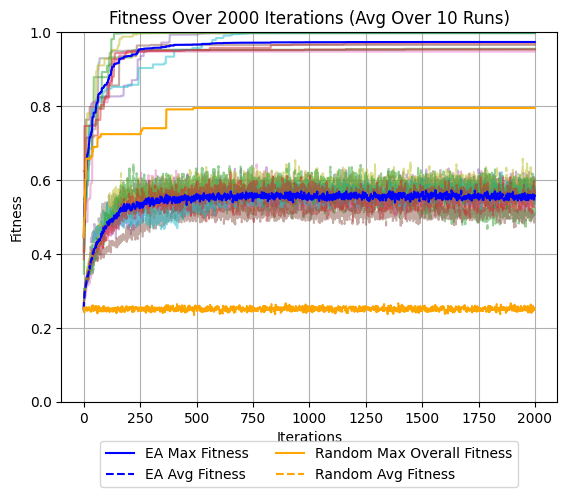 Fitness Over 2000 Iterations (Avg Over 10 Runs)
1.0
0.8
0.6
0.4
0.2
0.0
Fitness
0 250 500 750 1000 1250 1500 1750 2000
Iterations
EA Max Fitness Random Max Overall Fitness
EA Avg Fitness Random Avg Fitness